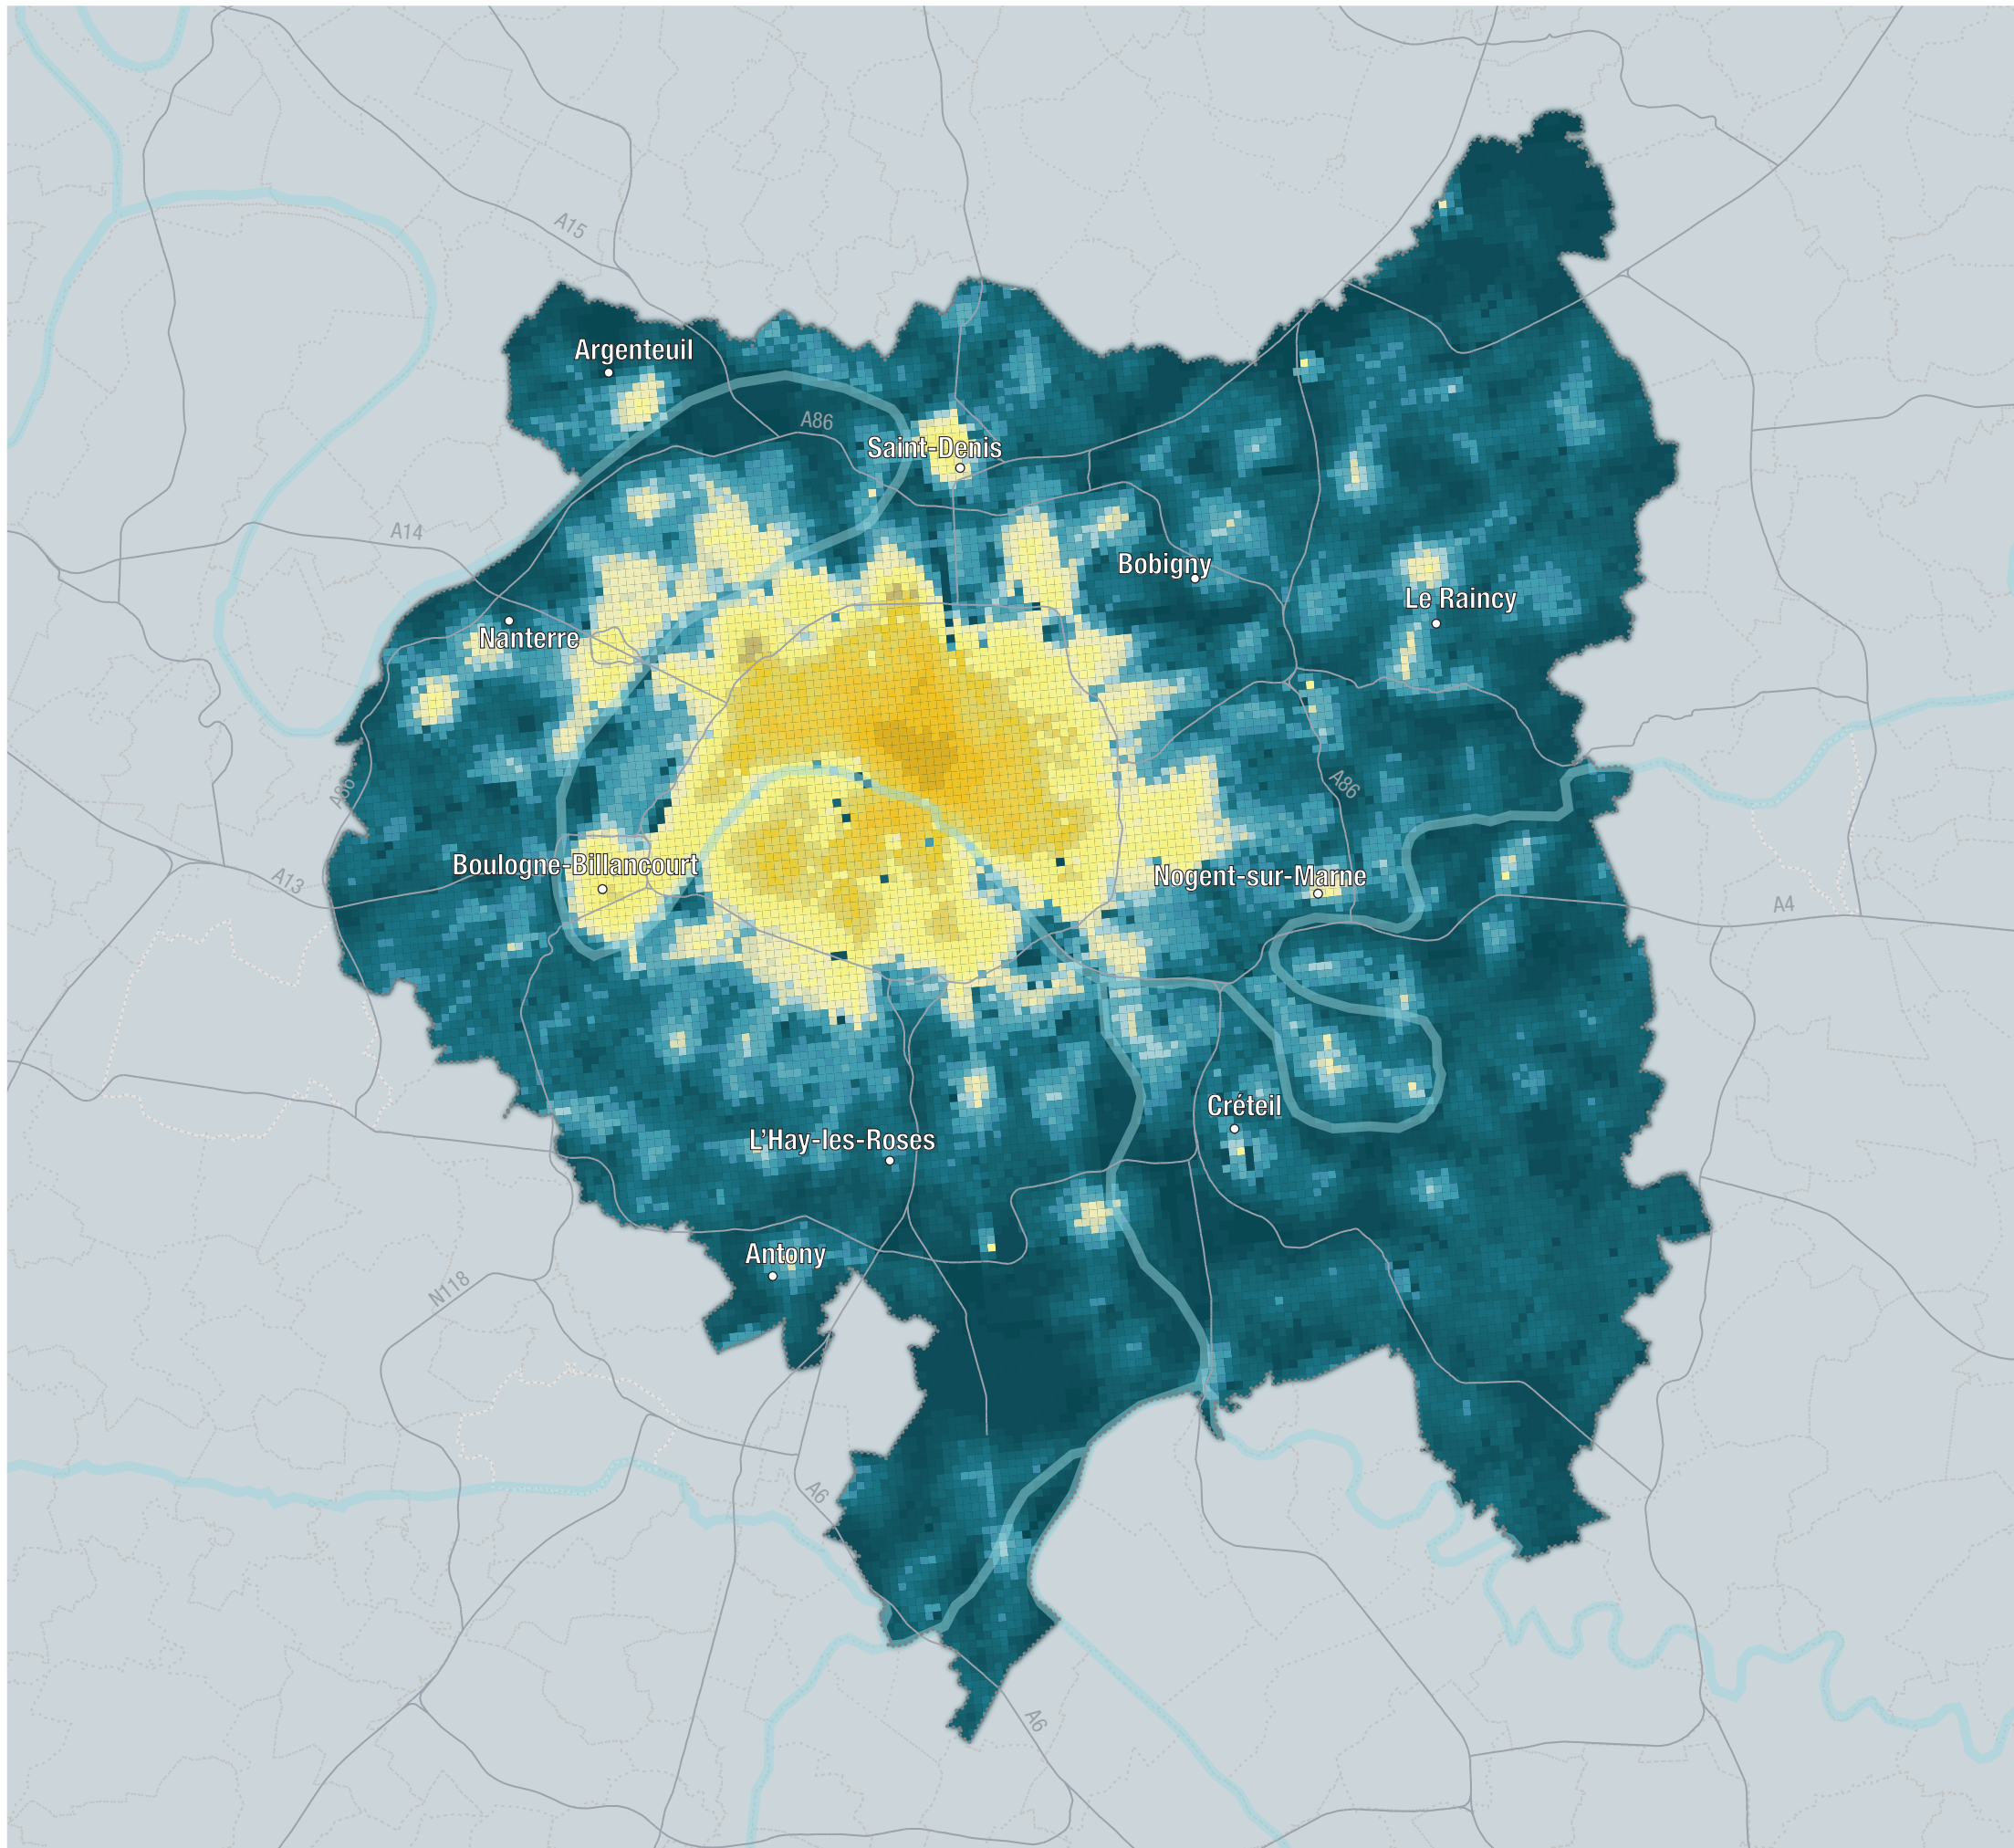 A15
Argenteuil
A86
Saint-Denis
A14
Bobigny
Le Raincy
Nanterre
A86
A86
Boulogne-Billancourt
A13
Nogent-sur-Marne
A4
Créteil
L'Hay-les-Roses
Antony
N118
A6
A6